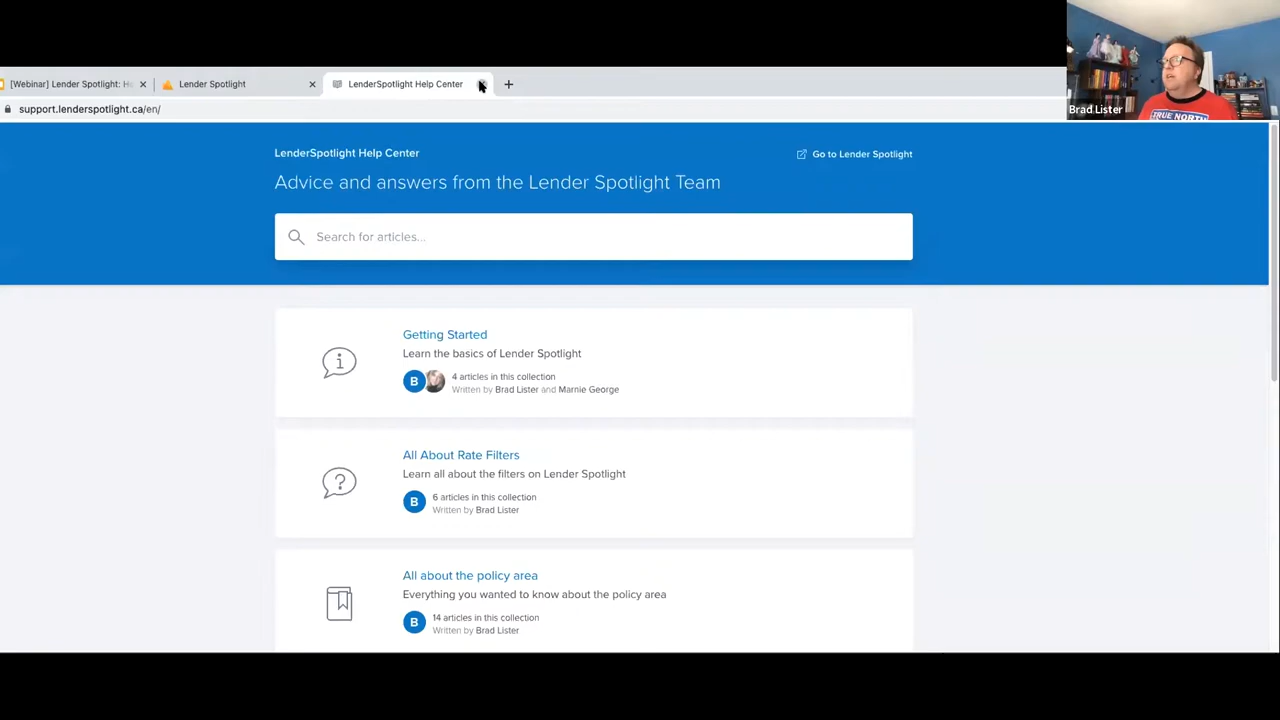 [Webinar] Lender Spotlight: H
Lender Spotlight
LenderSpotlight Help Center
support.lenderspotlight.ca/en/
Brad Lister
TRUE NORTH
LenderSpotlight Help Center
Go to Lender Spotlight
Advice and answers from the Lender Spotlight Team
Search for articles...
Getting Started
Learn the basics of Lender Spotlight
B
4 articles in this collection
Written by Brad Lister and Marnie George
All About Rate Filters
Learn all about the filters on Lender Spotlight
B
6 articles in this collection
Written by Brad Lister
All about the policy area
Everything you wanted to know about the policy area
B
14 articles in this collection
Written by Brad Lister